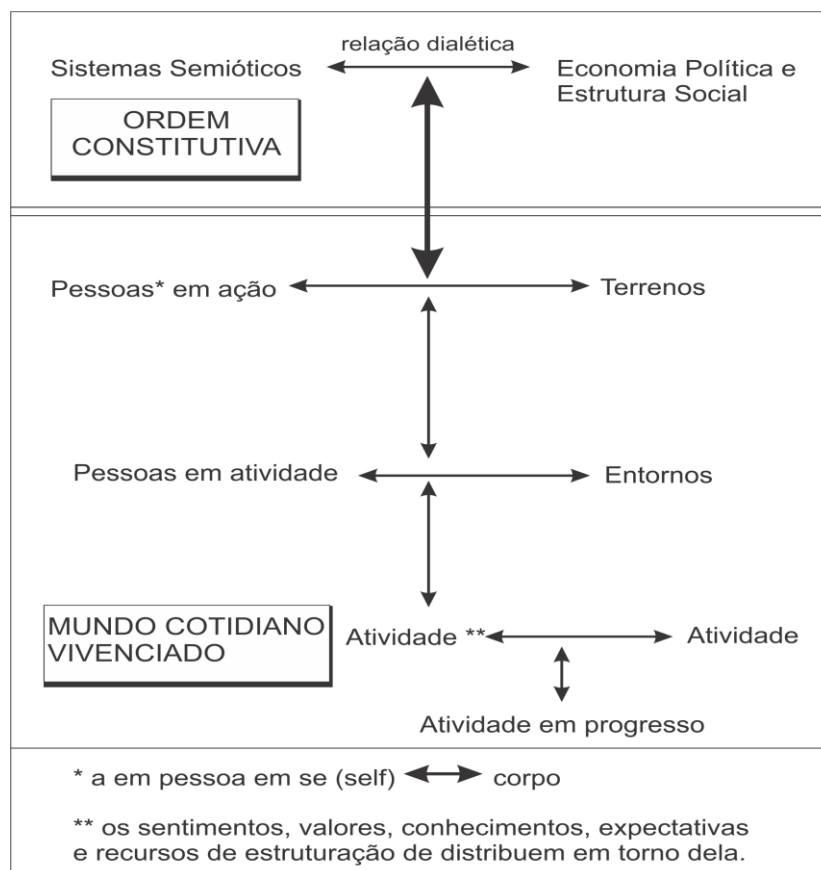 relação dialética
Sistemas Semióticos
Economia Política e
Estrutura Social
ORDEM
CONSTITUTIVA
Pessoas* em ação
Terrenos
Pessoas em atividade
Entornos
MUNDO COTIDIANO
VIVENCIADO
Atividade **
Atividade
Atividade em progresso
* a em pessoa em se (self)
corpo
** os sentimentos, valores, conhecimentos, expectativas
e recursos de estruturação de distribuem em torno dela.